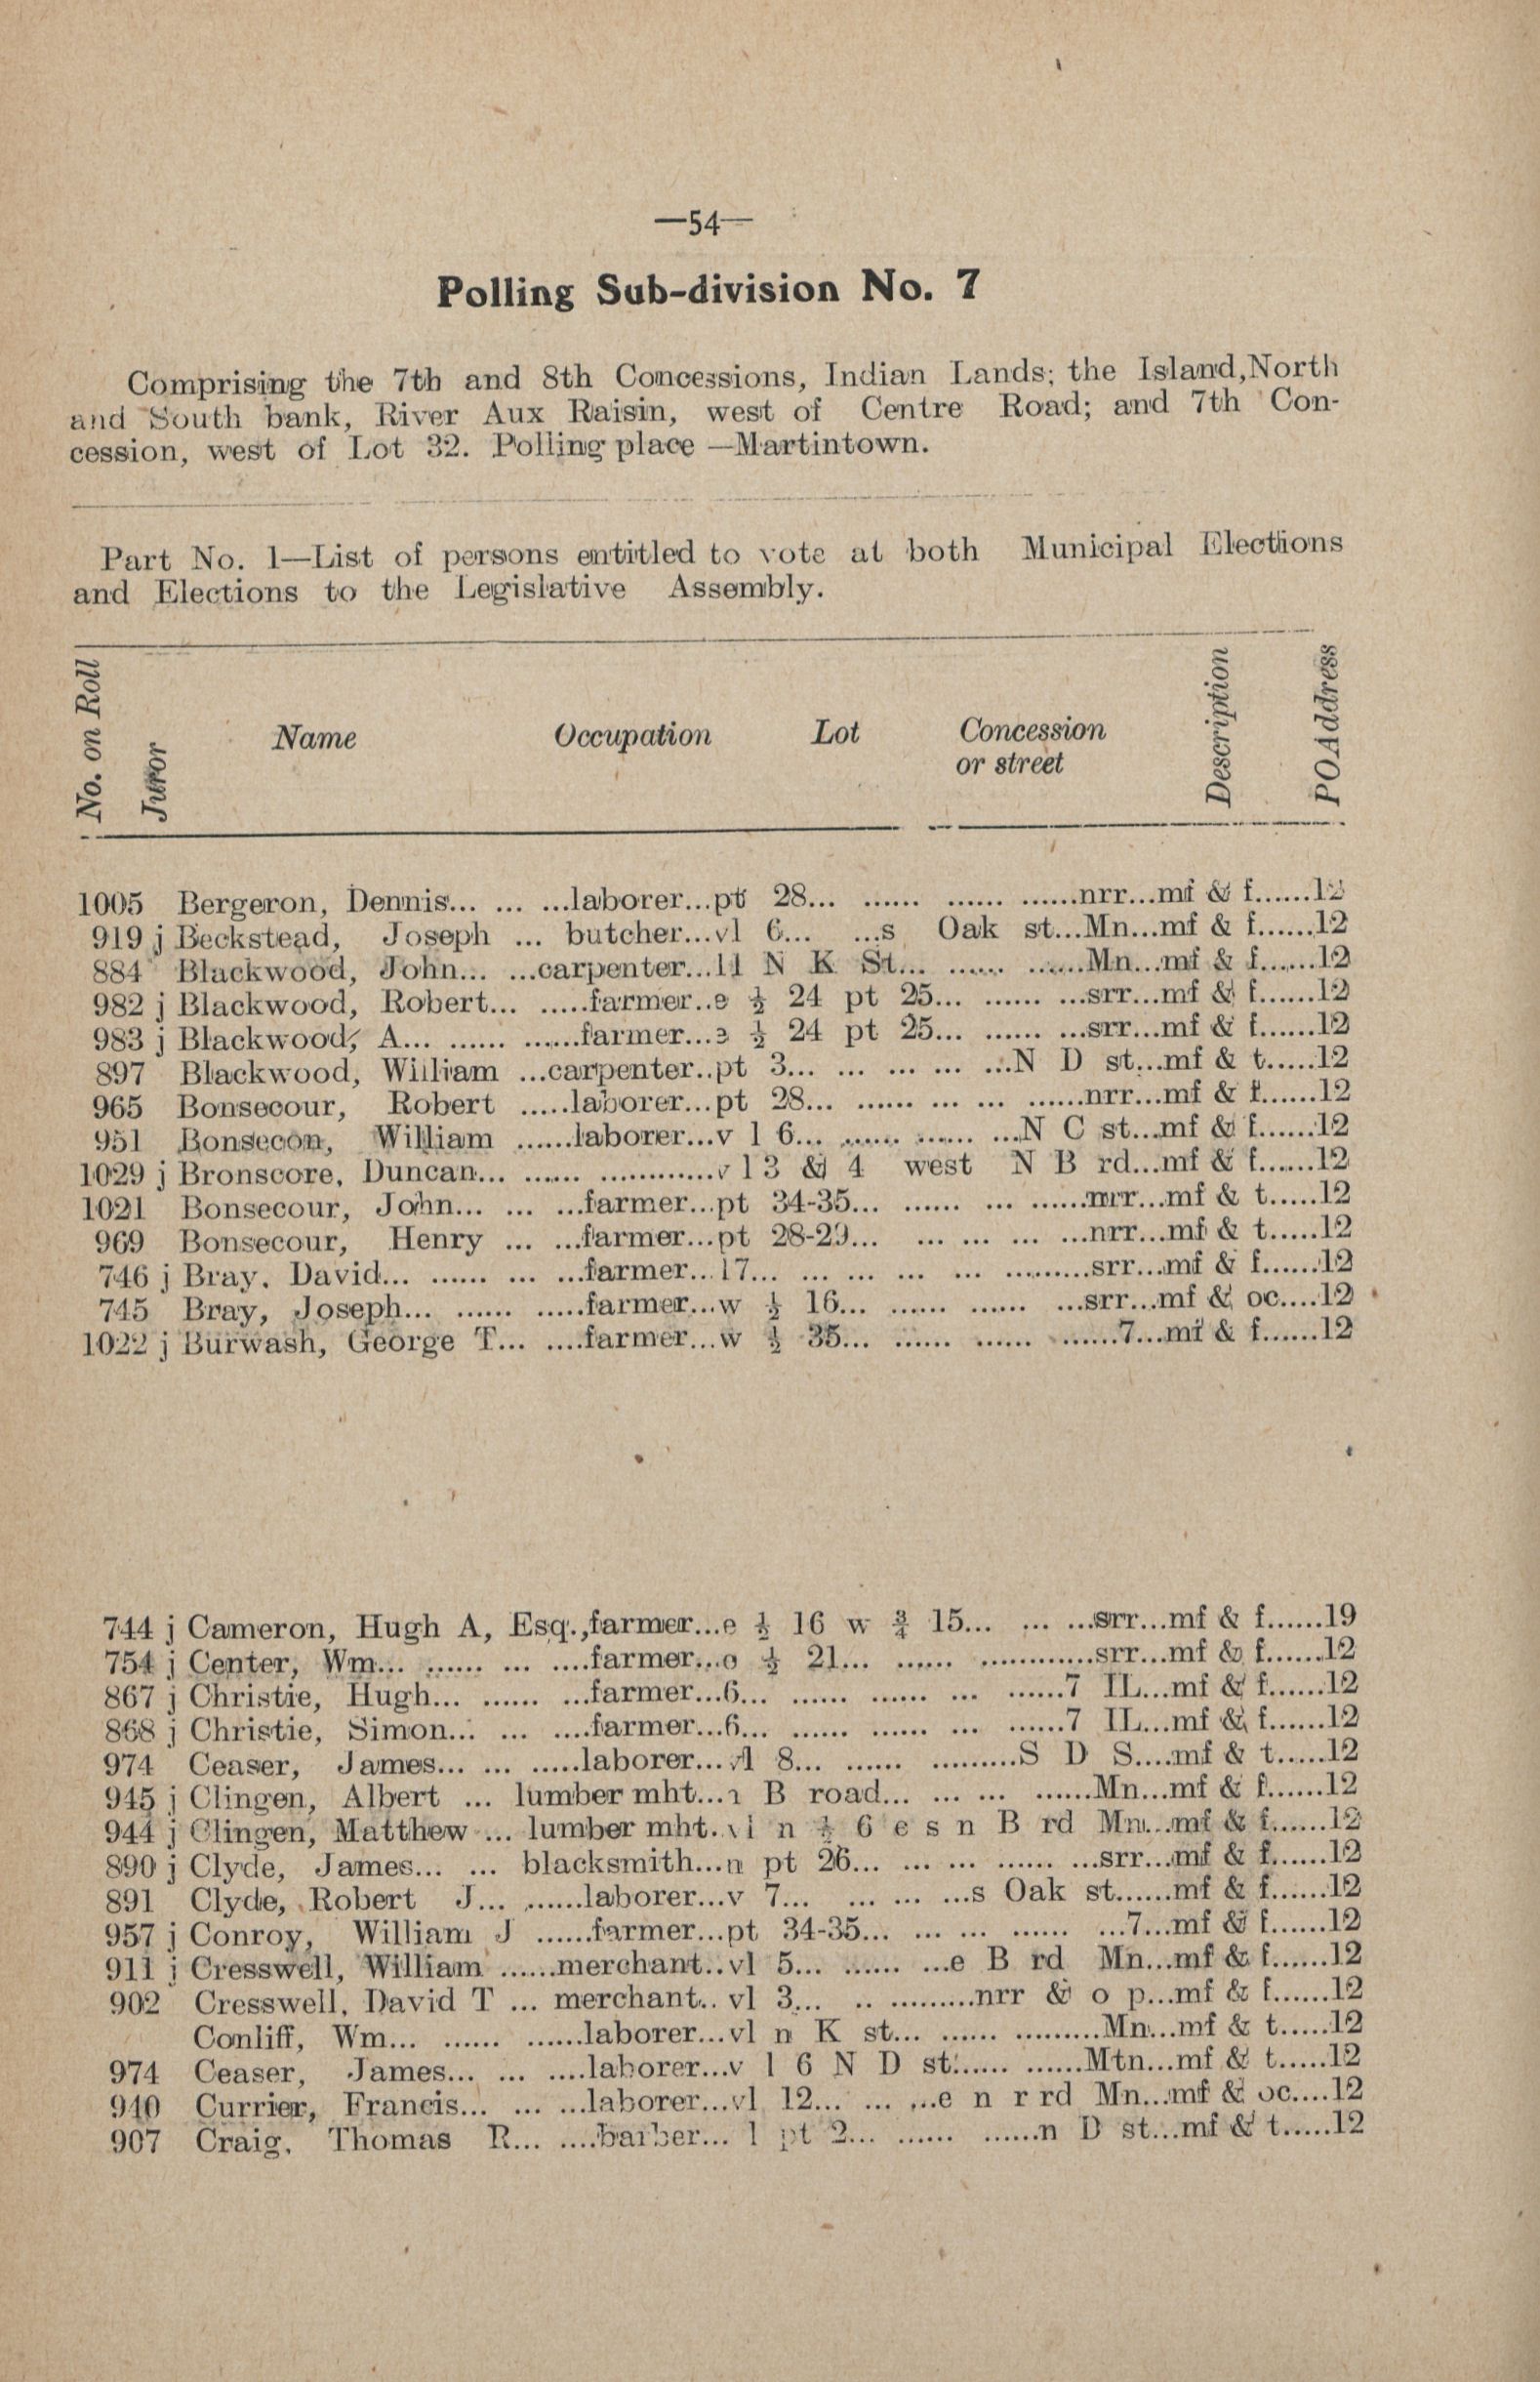 —54—
Polling Sub-division No. 7
Comprising the 7th and 8th Concessions, Indian Lands; the Island, North
and South bank, River Aux Raisin, west of Centre Road; and 7th Con-
cession, west of Lot 32. Polling place —Martintown.
Part No. 1—List of persons entitled to vote at both Municipal Elections
and Elections to the Legislative Assembly.
No. on Roll Juror Name Occupation Lot Concession or street Description POAddress
1005 Bergeron, Dennis... ... ...laborer...pt 28... ...... ...... ......nrr...mf & f......12
919 j Beckstead, Joseph ... butcher...vl 6... ...s Oak st...Mn...mf & f......12
884 Blackwood, John... ...carpenter...11 N K St... ...... ......Mn...mf & f......12
982 j Blackwood, Robert... .....farmer..e ½ 24 pt 25... ...... ...srr...mf & f......12
983 j Blackwood, A... ...... ......farmer...e ½ 24 pt 25... ...... ...srr...mf & f......12
897 Blackwood, William ...carpenter..pt 3... ... ... ... ...N D st...mf & t.....12
965 Bonsecour, Robert .....laborer...pt 28... ...... ... ... ......nrr...mf & f......12
951 Bonsecon, William ......laborer...v 1 6... ...... ...... ...N C st...mf & f......12
1029 j Bronscore, Duncan... ...... ............v 1 3 & 4 west N B rd...mf & f......12
1021 Bonsecour, John... ... ...farmer...pt 34-35... ...... ... ......nrr...mf & t.....12
969 Bonsecour, Henry ... ...farmer...pt 28-29... ... ... ... ...nrr...mf & t.....12
746 j Bray, David... ...... ... ...farmer...17... ... ... ... ... .........srr...mf & f......12
745 Bray, Joseph... ...... .....farmer...w ½ 16... ...... ...... ...srr...mf & oc....12
1022 j Burwash, George T... ....farmer...w ½ 35... ...... ...... ......7...mf & f......12
744 j Cameron, Hugh A, Esq.,farmer...e ½ 16 w ¾ 15... ... ...srr...mf & f......19
754 j Center, Wm... ...... ... ....farmer...o ½ 21... ...... ............srr...mf & f......12
867 j Christie, Hugh... ...... ...farmer...6... ...... ...... ... ......7 IL...mf & f......12
868 j Christie, Simon... ... ....farmer...6... ...... ...... ... ......7 IL...mf & f......12
974 Ceaser, James... ... .....laborer...vl 8... ...... .........S D S....mf & t.....12
945 j Clingen, Albert ... lumber mht... B road... ... ... ......Mn...mf & f......12
944 j Clingen, Matthew ... lumber mht. n ½ 6 e s n B rd Mn...mf & f......12
890 j Clyde, James... ... blacksmith...n pt 26... ... ... ...... ...srr...mf & f......12
891 Clyde, Robert J... .......laborer...v 7... ... ... ...s Oak st......mf & f......12
957 j Conroy, William J ......farmer...pt 34-35... ... ... ...... ...7...mf & f......12
911 j Cresswell, William ......merchant..vl 5... ...... ...e B rd Mn...mf & f......12
902 Cresswell, David T ... merchant.. vl 3... .. .........nrr & o p...mf & f......12
Conliff, Wm... ...... ......laborer...vl n K st... ...... .........Mn...mf & t.....12
974 Ceaser, James... ... ....laborer...v 1 6 N D st...... ......Mtn...mf & t.....12
940 Currier, Francis... ... ...laborer...vl 12... ... ...e n r rd Mn...mf & oc....12
907 Craig, Thomas R... ....barber... 1 pt 2... ...... ......n D st...mf & t.....12